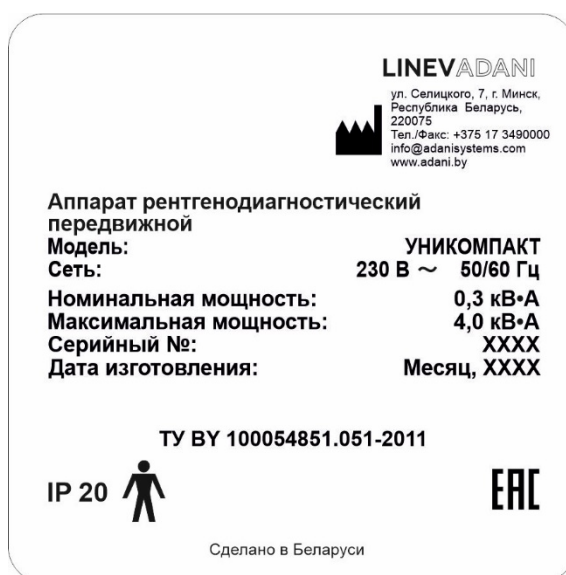 LINEVADANI
ул. Селицкого, 7, г. Минск,
Республика Беларусь,
220075
Тел./Факс: +375 17 3490000
info@adanisystems.com
www.adani.by
Аппарат рентгенодиагностический
передвижной
Модель: УНИКОМПАКТ
Сеть: 230 В ~ 50/60 Гц
Номинальная мощность: 0,3 кВ•А
Максимальная мощность: 4,0 кВ•А
Серийный №: XXXX
Дата изготовления: Месяц, XXXX
ТУ BY 100054851.051-2011
IP 20 EAC
Сделано в Беларуси